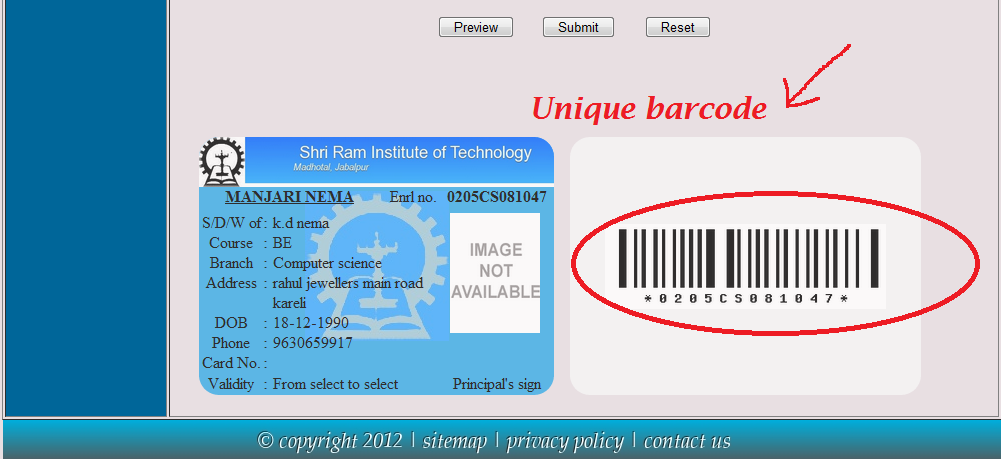 Preview Submit Reset
Unique barcode
Shri Ram Institute of Technology
Madhotal, Jabalpur
MANJARI NEMA Enrl no. 0205CS081047
S/D/W of : k.d nema
Course : BE
Branch : Computer science
Address : rahul jewellers main road
kareli
DOB : 18-12-1990
Phone : 9630659917
Card No. :
Validity : From select to select Principal's sign
IMAGE
NOT
AVAILABLE
*0205CS081047*
© copyright 2012 | sitemap | privacy policy | contact us